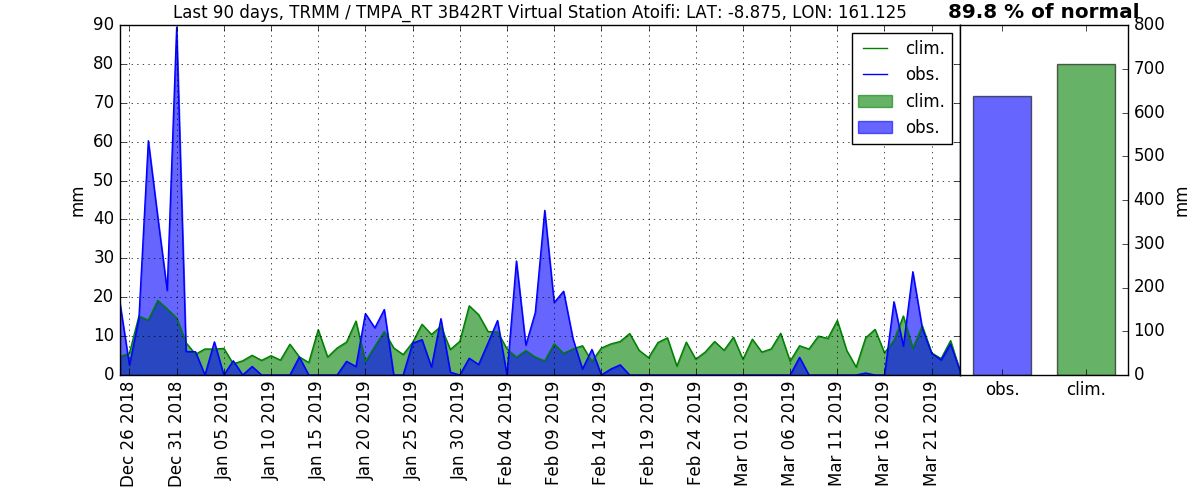 Last 90 days, TRMM / TMPA_RT 3B42RT Virtual Station Atoifi: LAT: -8.875, LON: 161.125
89.8 % of normal
90
80
70
60
50
40
30
20
10
0
mm
clim.
obs.
clim.
obs.
Dec 26 2018
Dec 31 2018
Jan 05 2019
Jan 10 2019
Jan 15 2019
Jan 20 2019
Jan 25 2019
Jan 30 2019
Feb 04 2019
Feb 09 2019
Feb 14 2019
Feb 19 2019
Feb 24 2019
Mar 01 2019
Mar 06 2019
Mar 11 2019
Mar 16 2019
Mar 21 2019
800
700
600
500
400
300
200
100
0
mm
obs.
clim.